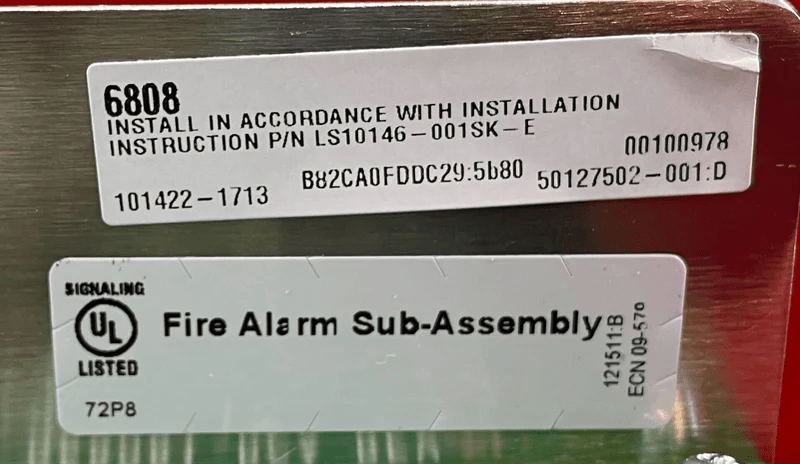 6808
INSTALL IN ACCORDANCE WITH INSTALLATION
INSTRUCTION P/N LS10146-001SK-E
00100978
101422-1713 B82CA0FDDC29:5b80 50127502-001:D
SIGNALING
UL
LISTED
72P8
Fire Alarm Sub-Assembly
121511:B
ECN 09-579